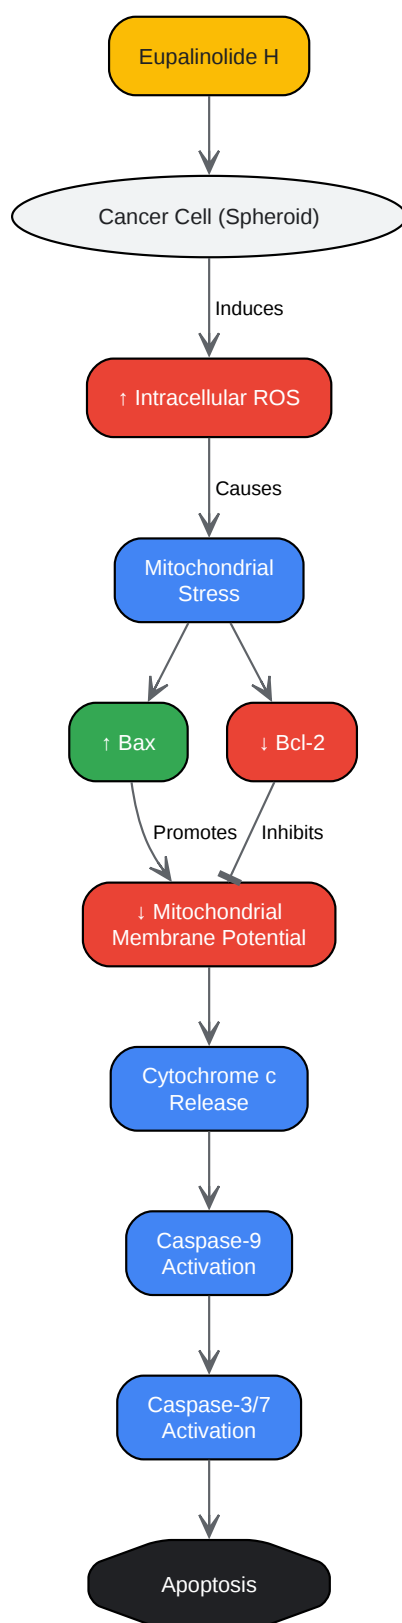 Eupalinolide H
Cancer Cell (Spheroid)
Induces
↑ Intracellular ROS
Causes
Mitochondrial
Stress
↑ Bax
↓ Bcl-2
Promotes
Inhibits
↓ Mitochondrial
Membrane Potential
Cytochrome c
Release
Caspase-9
Activation
Caspase-3/7
Activation
Apoptosis